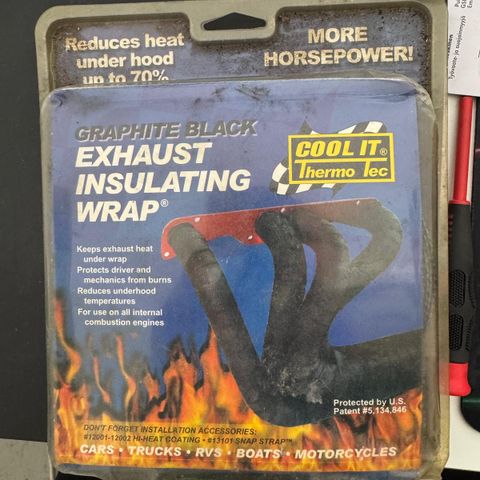 Reduces heat
under hood
up to 70%
MORE
HORSEPOWER!
GRAPHITE BLACK
EXHAUST
INSULATING
WRAP®
COOL IT®
Thermo Tec
Keeps exhaust heat
under wrap
Protects driver and
mechanics from burns
Reduces underhood
temperatures
For use on all internal
combustion engines
Protected by U.S.
Patent #5,134,846
DON'T FORGET INSTALLATION ACCESSORIES:
#12001-12002 HI-HEAT COATING • #13101 SNAP STRAP™
CARS • TRUCKS • RVS • BOATS • MOTORCYCLES